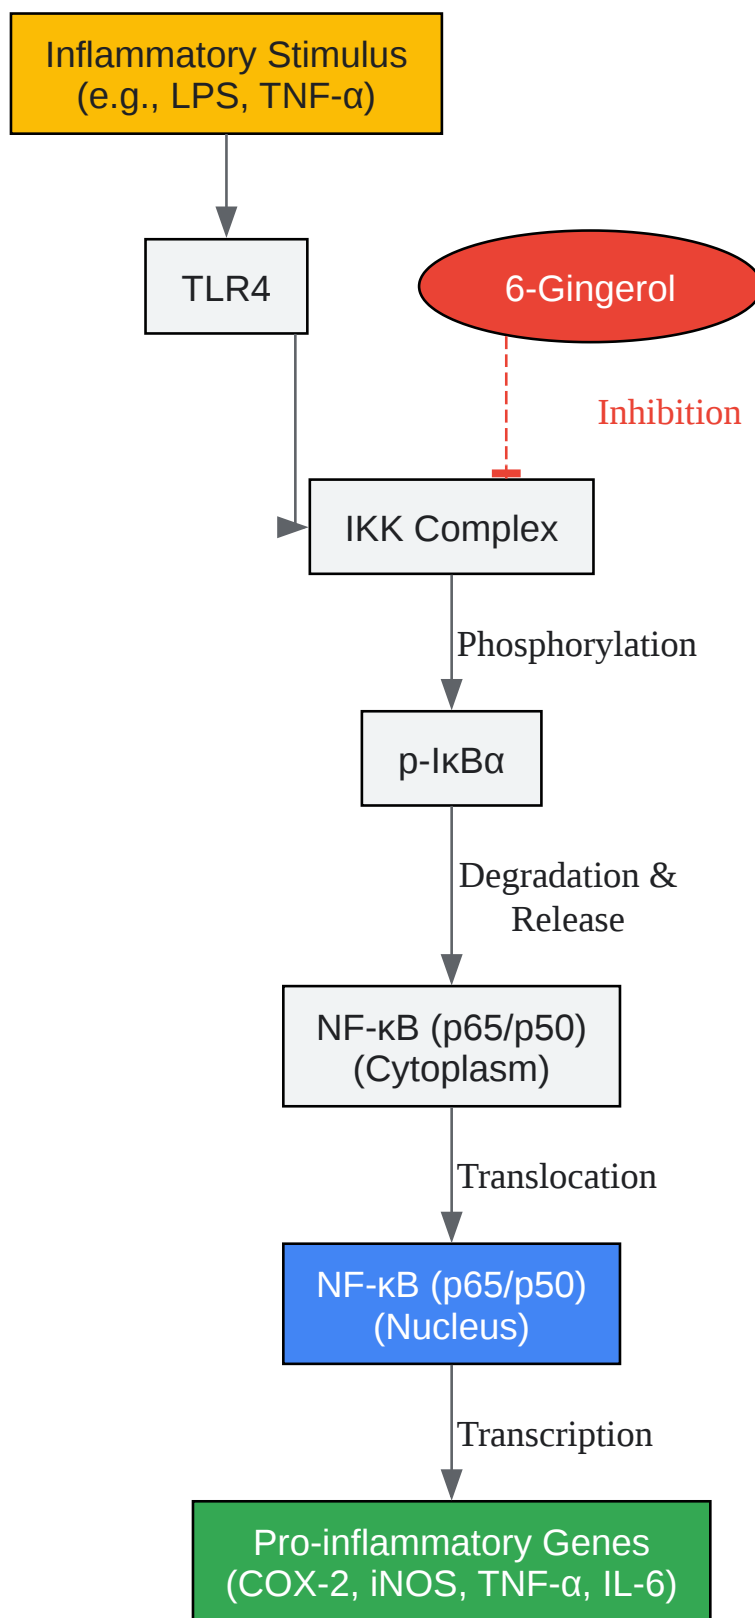 Inflammatory Stimulus
(e.g., LPS, TNF-α)
TLR4
6-Gingerol
Inhibition
IKK Complex
Phosphorylation
p-IκBα
Degradation &
Release
NF-κB (p65/p50)
(Cytoplasm)
Translocation
NF-κB (p65/p50)
(Nucleus)
Transcription
Pro-inflammatory Genes
(COX-2, iNOS, TNF-α, IL-6)